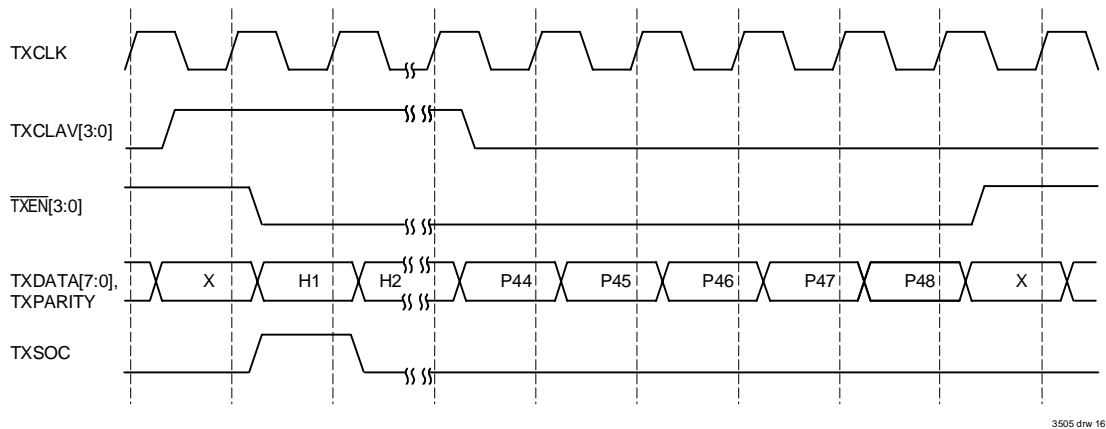 TXCLK
TXCLAV[3:0]
TXEN[3:0]
TXDATA[7:0], X H1 H2 P44 P45 P46 P47 P48 X
TXPARITY
TXSOC
3505 drw 16